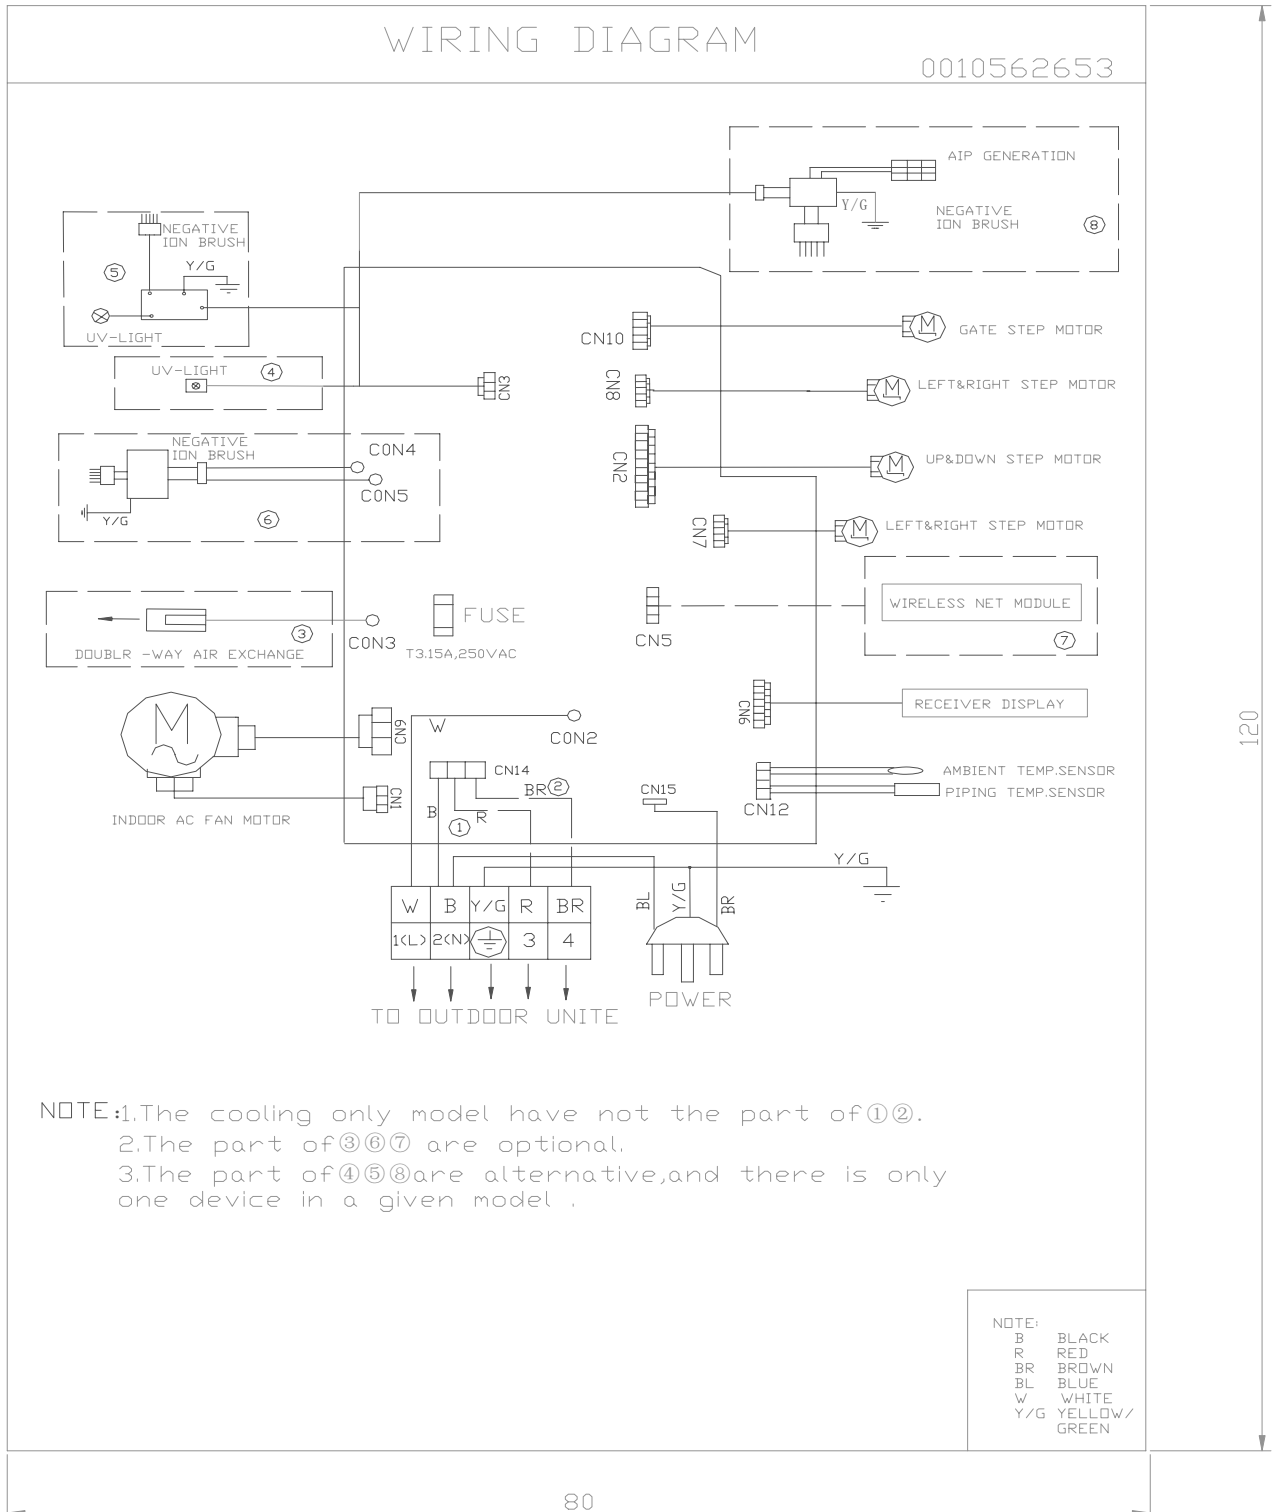 WIRING DIAGRAM
0010562653
AIP GENERATION
Y/G
NEGATIVE
ION BRUSH
⑧
NEGATIVE
ION BRUSH
⑤
Y/G
UV-LIGHT
UV-LIGHT
④
CN3
CN10
M
GATE STEP MOTOR
CN8
M
LEFT&RIGHT STEP MOTOR
NEGATIVE
ION BRUSH
CON4
CON5
Y/G
⑥
CN2
M
UP&DOWN STEP MOTOR
CN7
M
LEFT&RIGHT STEP MOTOR
WIRELESS NET MODULE
⑦
CN5
③
DOUBLR -WAY AIR EXCHANGE
CON3
FUSE
T3.15A,250VAC
CN6
RECEIVER DISPLAY
M
CN9
W
CON2
CN14
BR②
CN15
CN12
AMBIENT TEMP.SENSOR
PIPING TEMP.SENSOR
CN1
B
①
R
INDOOR AC FAN MOTOR
Y/G
BL
Y/G
BR
W B Y/G R BR
1(L) 2(N) 3 4
POWER
TO OUTDOOR UNITE
NOTE:1.The cooling only model have not the part of①②.
2.The part of③⑥⑦ are optional.
3.The part of④⑤⑧are alternative,and there is only
one device in a given model .
NOTE:
B BLACK
R RED
BR BROWN
BL BLUE
W WHITE
Y/G YELLOW/
GREEN
120
80